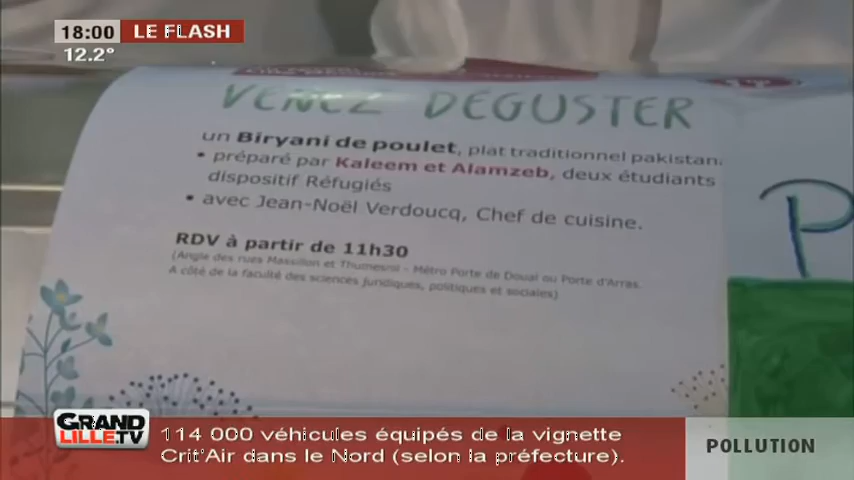 18:00 LE FLASH
12.2°
VENEZ DÉGUSTER
un Biryani de poulet, plat traditionnel pakistan
• préparé par Kaleem et Alamzeb, deux étudiants
dispositif Réfugiés
• avec Jean-Noël Verdoucq, Chef de cuisine.
RDV à partir de 11h30
(Angle des rues Massillon et Thumesnil - Métro Porte de Douai ou Porte d'Arras.
A côté de la faculté des sciences juridiques, politiques et sociales)
P
GRAND
LILLE.TV
114 000 véhicules équipés de la vignette
Crit'Air dans le Nord (selon la préfecture).
POLLUTION